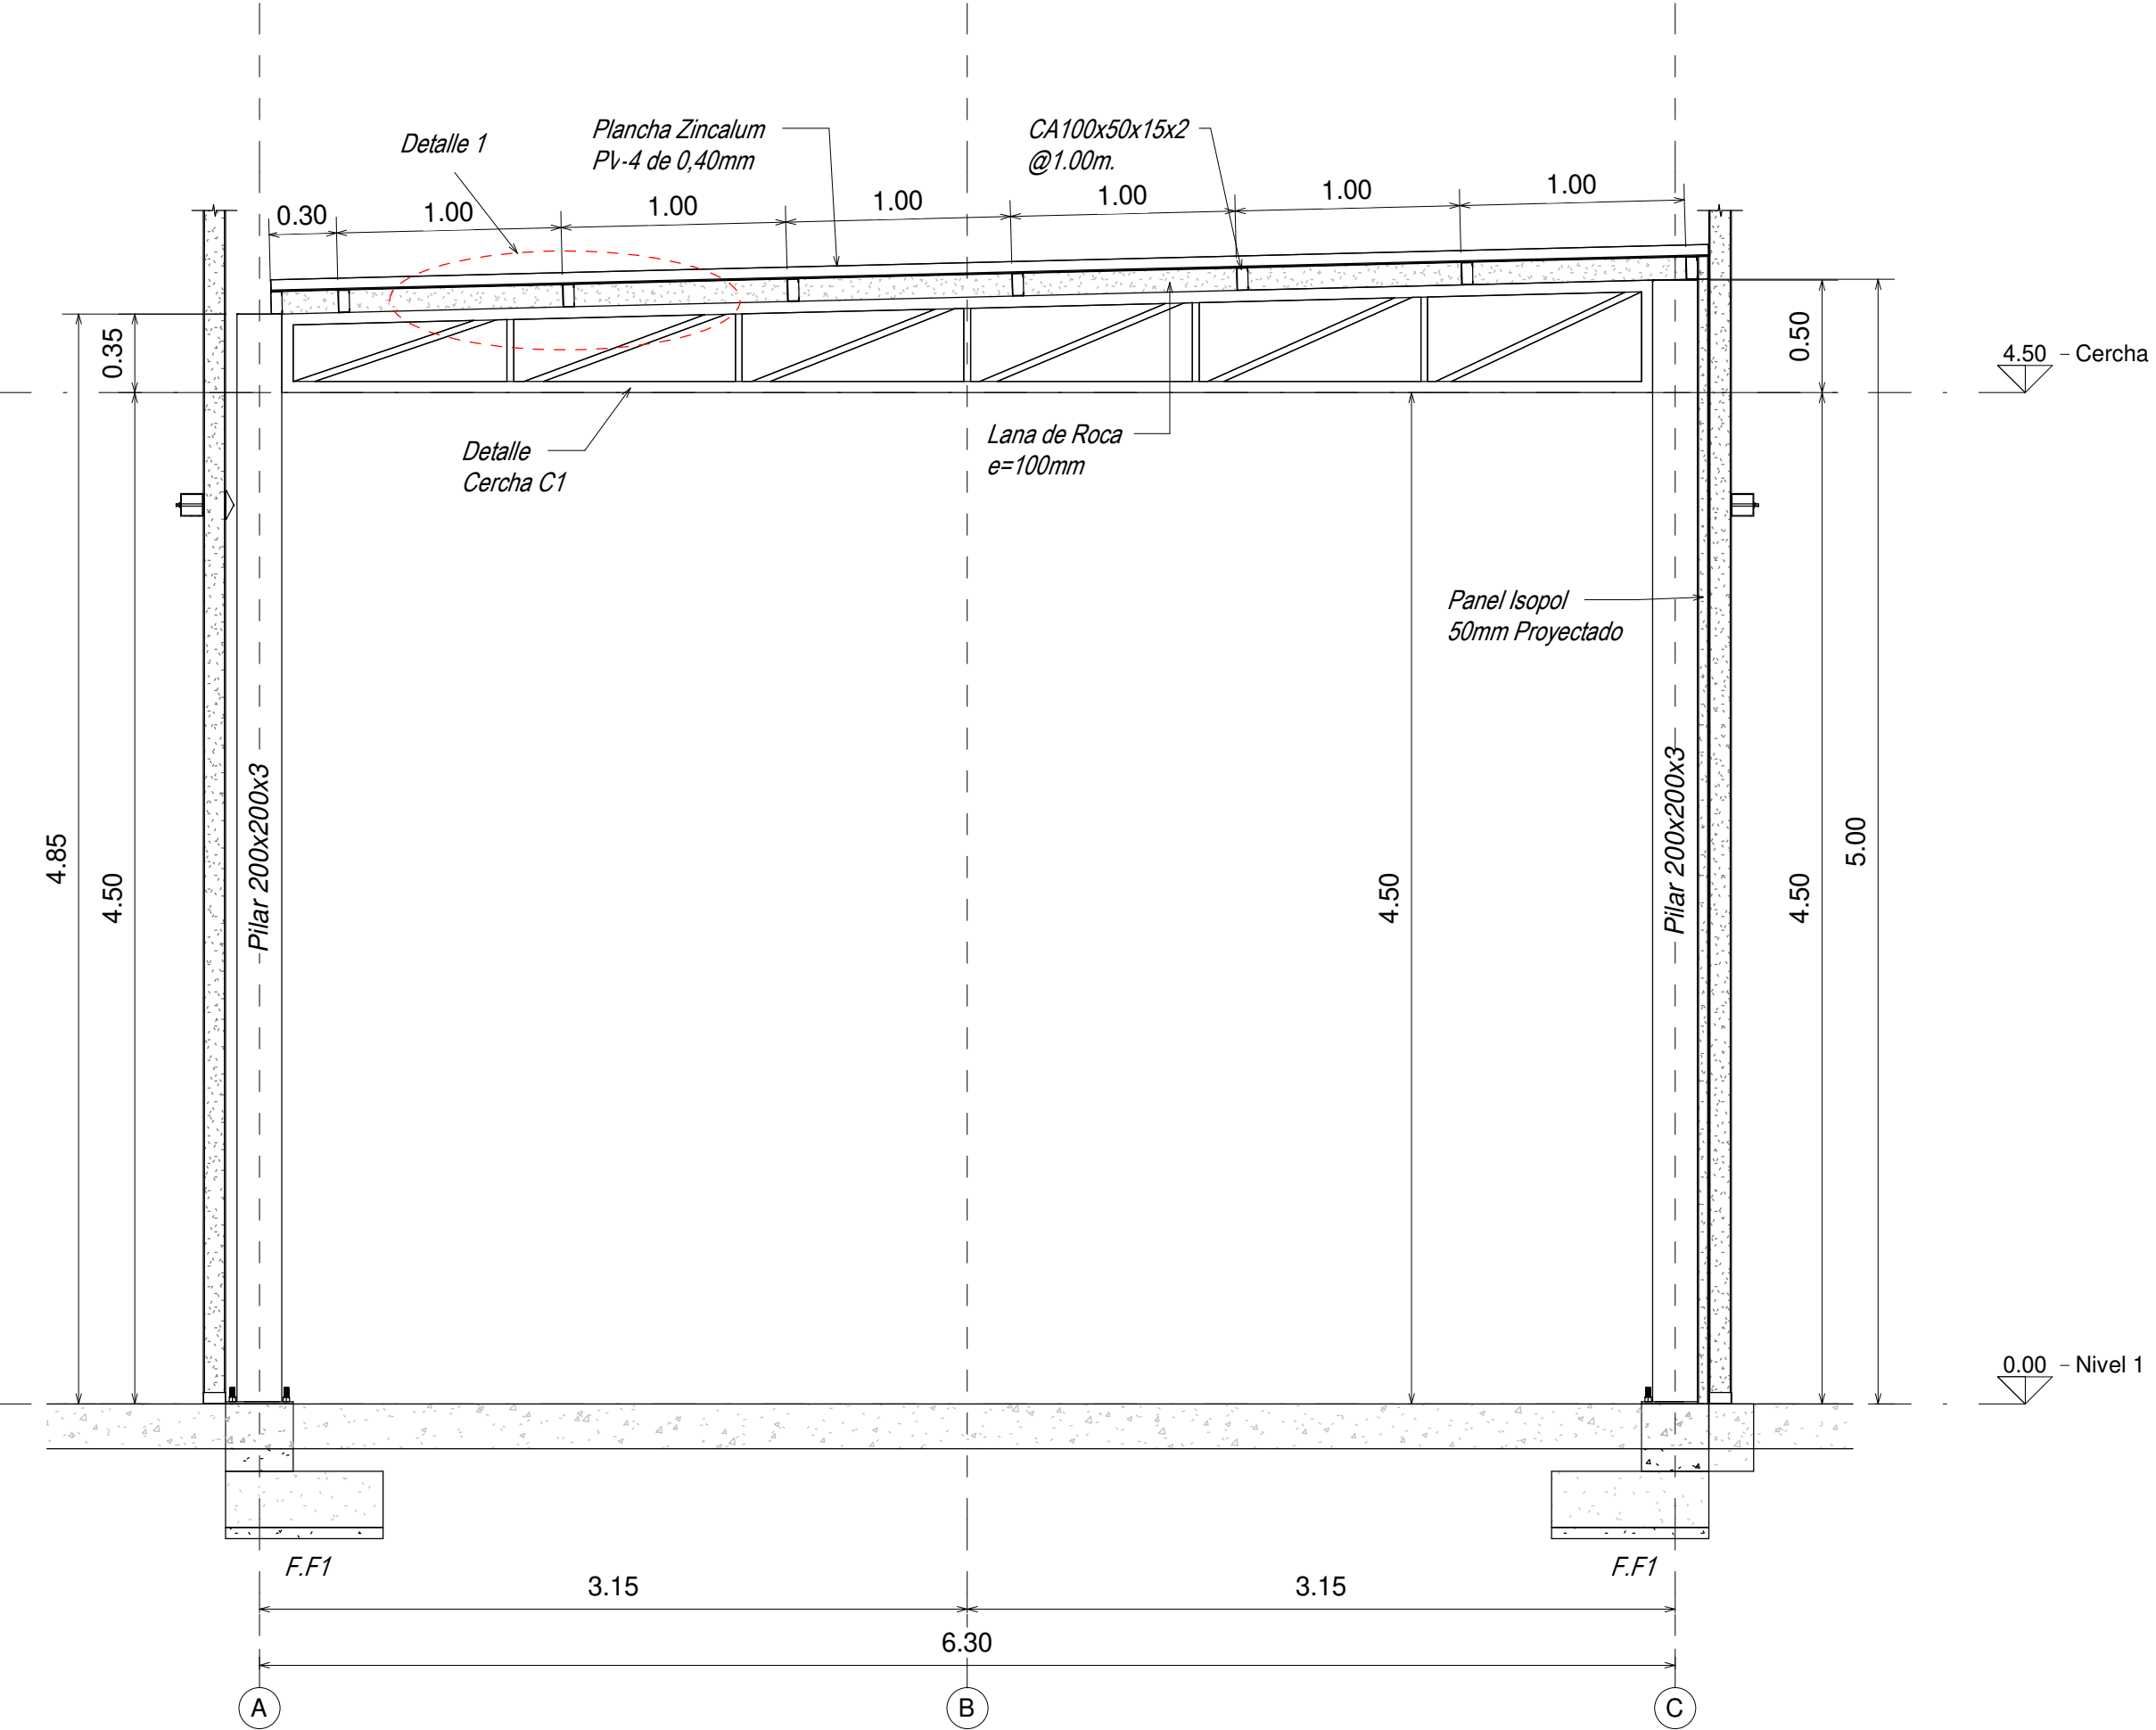 Detalle 1
Plancha Zincalum
PV-4 de 0,40mm
CA100x50x15x2
@1.00m.
0.30
1.00
1.00
1.00
1.00
1.00
1.00
0.35
0.50
4.50
Cercha
Detalle
Cercha C1
Lana de Roca
e=100mm
Panel Isopol
50mm Proyectado
Pilar 200x200x3
Pilar 200x200x3
4.85
4.50
4.50
4.50
5.00
0.00
Nivel 1
F.F1
F.F1
3.15
3.15
6.30
A
B
C